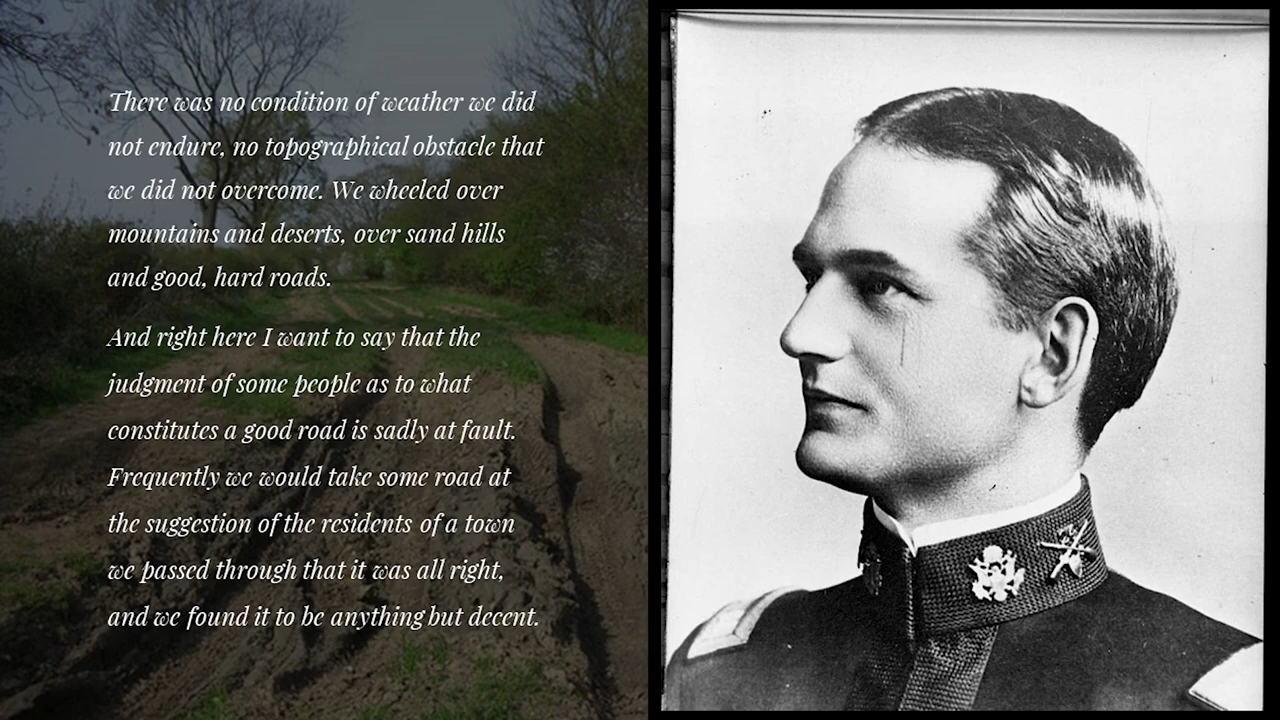 There was no condition of weather we did
not endure, no topographical obstacle that
we did not overcome. We wheeled over
mountains and deserts, over sand hills
and good, hard roads.
And right here I want to say that the
judgment of some people as to what
constitutes a good road is sadly at fault.
Frequently we would take some road at
the suggestion of the residents of a town
we passed through that it was all right,
and we found it to be anything but decent.